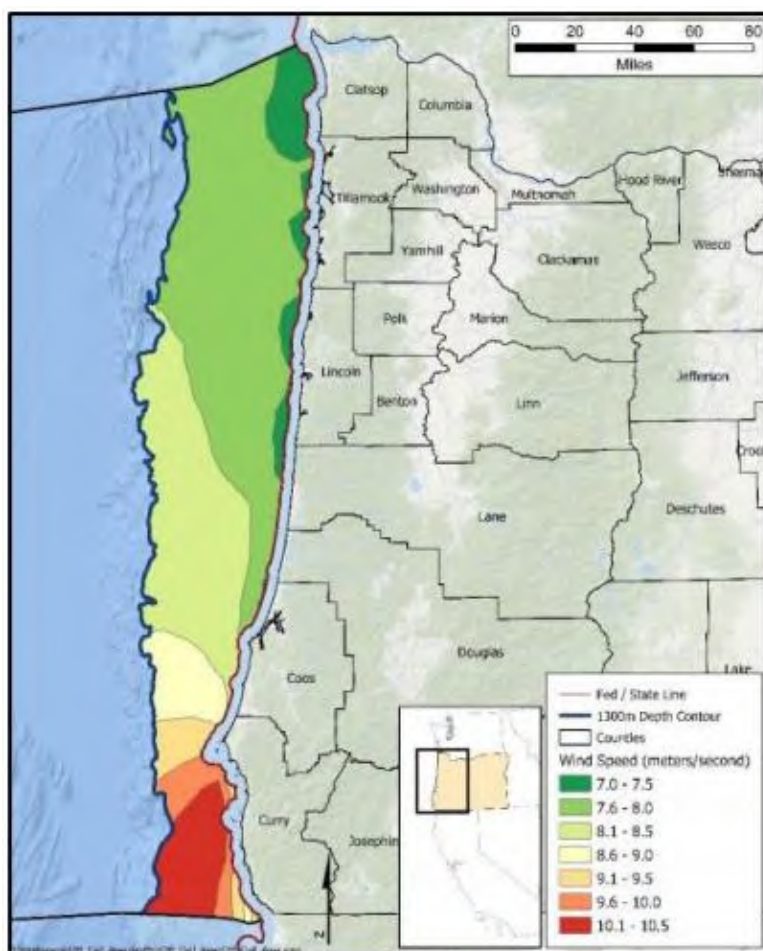 0 20 40 60 80
Miles
Clatsop
Columbia
Tillamook
Washington
Multnomah
Hood River
Sherman
Yamhill
Clackamas
Wasco
Polk
Marion
Lincoln
Jefferson
Benton
Linn
Crook
Lane
Deschutes
Douglas
Coos
Lake
Curry
Josephin
N
Fed / State Line
1300m Depth Contour
Counties
Wind Speed (meters/second)
7.0 - 7.5
7.6 - 8.0
8.1 - 8.5
8.6 - 9.0
9.1 - 9.5
9.6 - 10.0
10.1 - 10.5